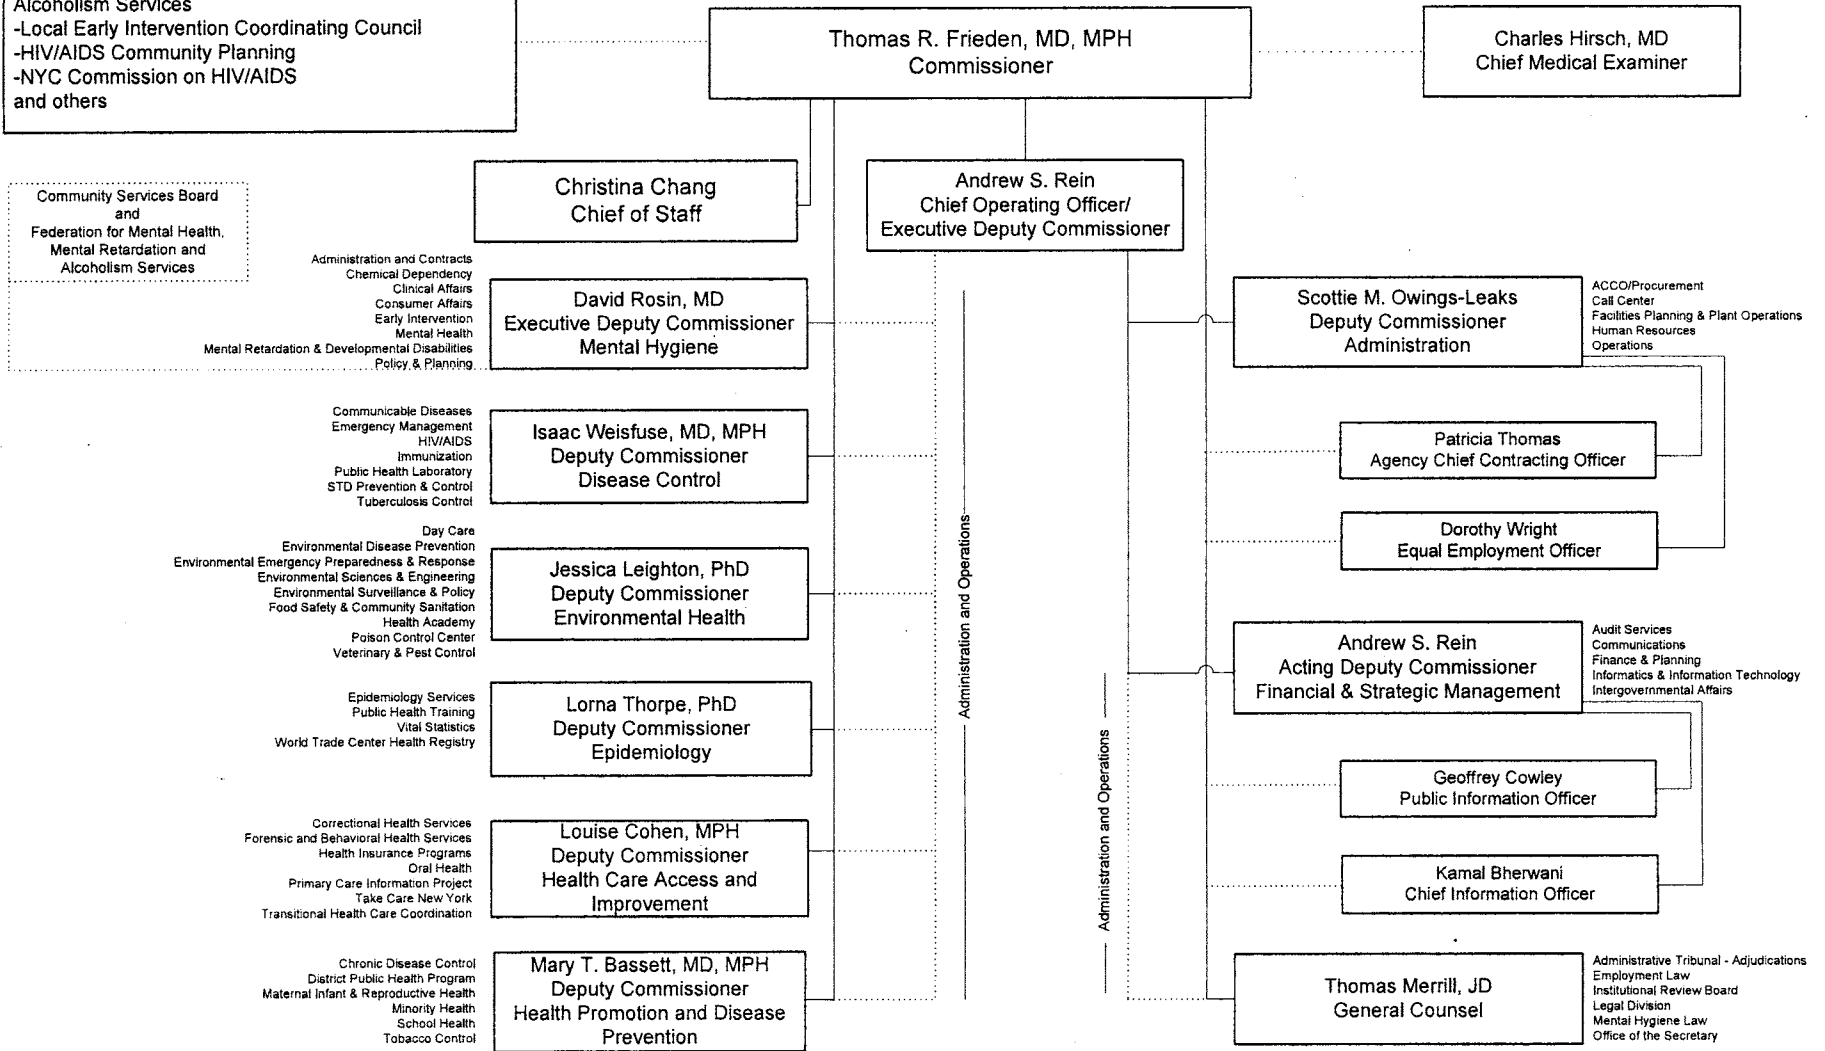 Alcoholism Services
-Local Early Intervention Coordinating Council
-HIV/AIDS Community Planning
-NYC Commission on HIV/AIDS
and others
Thomas R. Frieden, MD, MPH
Commissioner
Charles Hirsch, MD
Chief Medical Examiner
Christina Chang
Chief of Staff
Andrew S. Rein
Chief Operating Officer/
Executive Deputy Commissioner
Community Services Board
and
Federation for Mental Health,
Mental Retardation and
Alcoholism Services
Administration and Contracts
Chemical Dependency
Clinical Affairs
Consumer Affairs
Early Intervention
Mental Health
Mental Retardation & Developmental Disabilities
Policy & Planning
David Rosin, MD
Executive Deputy Commissioner
Mental Hygiene
Communicable Diseases
Emergency Management
HIV/AIDS
Immunization
Public Health Laboratory
STD Prevention & Control
Tuberculosis Control
Isaac Weisfuse, MD, MPH
Deputy Commissioner
Disease Control
Day Care
Environmental Disease Prevention
Environmental Emergency Preparedness & Response
Environmental Sciences & Engineering
Environmental Surveillance & Policy
Food Safety & Community Sanitation
Health Academy
Poison Control Center
Veterinary & Pest Control
Jessica Leighton, PhD
Deputy Commissioner
Environmental Health
Epidemiology Services
Public Health Training
Vital Statistics
World Trade Center Health Registry
Lorna Thorpe, PhD
Deputy Commissioner
Epidemiology
Correctional Health Services
Forensic and Behavioral Health Services
Health Insurance Programs
Oral Health
Primary Care Information Project
Take Care New York
Transitional Health Care Coordination
Louise Cohen, MPH
Deputy Commissioner
Health Care Access and
Improvement
Chronic Disease Control
District Public Health Program
Maternal Infant & Reproductive Health
Minority Health
School Health
Tobacco Control
Mary T. Bassett, MD, MPH
Deputy Commissioner
Health Promotion and Disease
Prevention
Administration and Operations
Administration and Operations
Scottie M. Owings-Leaks
Deputy Commissioner
Administration
ACCO/Procurement
Call Center
Facilities Planning & Plant Operations
Human Resources
Operations
Patricia Thomas
Agency Chief Contracting Officer
Dorothy Wright
Equal Employment Officer
Andrew S. Rein
Acting Deputy Commissioner
Financial & Strategic Management
Audit Services
Communications
Finance & Planning
Informatics & Information Technology
Intergovernmental Affairs
Geoffrey Cowley
Public Information Officer
Kamal Bherwani
Chief Information Officer
Thomas Merrill, JD
General Counsel
Administrative Tribunal - Adjudications
Employment Law
Institutional Review Board
Legal Division
Mental Hygiene Law
Office of the Secretary